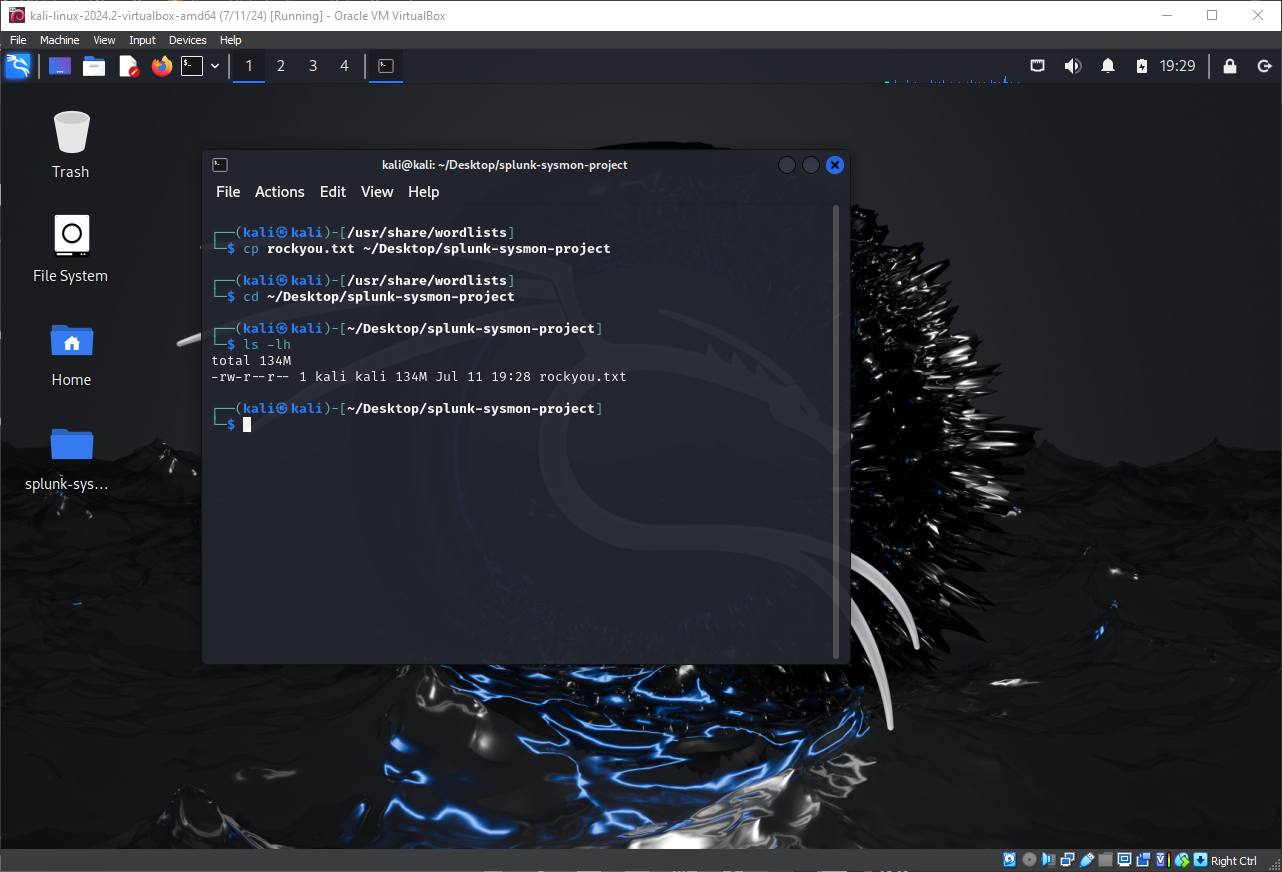 kali-linux-2024.2-virtualbox-amd64 (7/11/24) [Running] - Oracle VM VirtualBox
File Machine View Input Devices Help
1 2 3 4 19:29
Trash
File System
Home
splunk-sys…
kali@kali: ~/Desktop/splunk-sysmon-project
File Actions Edit View Help
┌──(kali㉿kali)-[/usr/share/wordlists]
└─$ cp rockyou.txt ~/Desktop/splunk-sysmon-project
┌──(kali㉿kali)-[/usr/share/wordlists]
└─$ cd ~/Desktop/splunk-sysmon-project
┌──(kali㉿kali)-[~/Desktop/splunk-sysmon-project]
└─$ ls -lh
total 134M
-rw-r--r-- 1 kali kali 134M Jul 11 19:28 rockyou.txt
┌──(kali㉿kali)-[~/Desktop/splunk-sysmon-project]
└─$
Right Ctrl